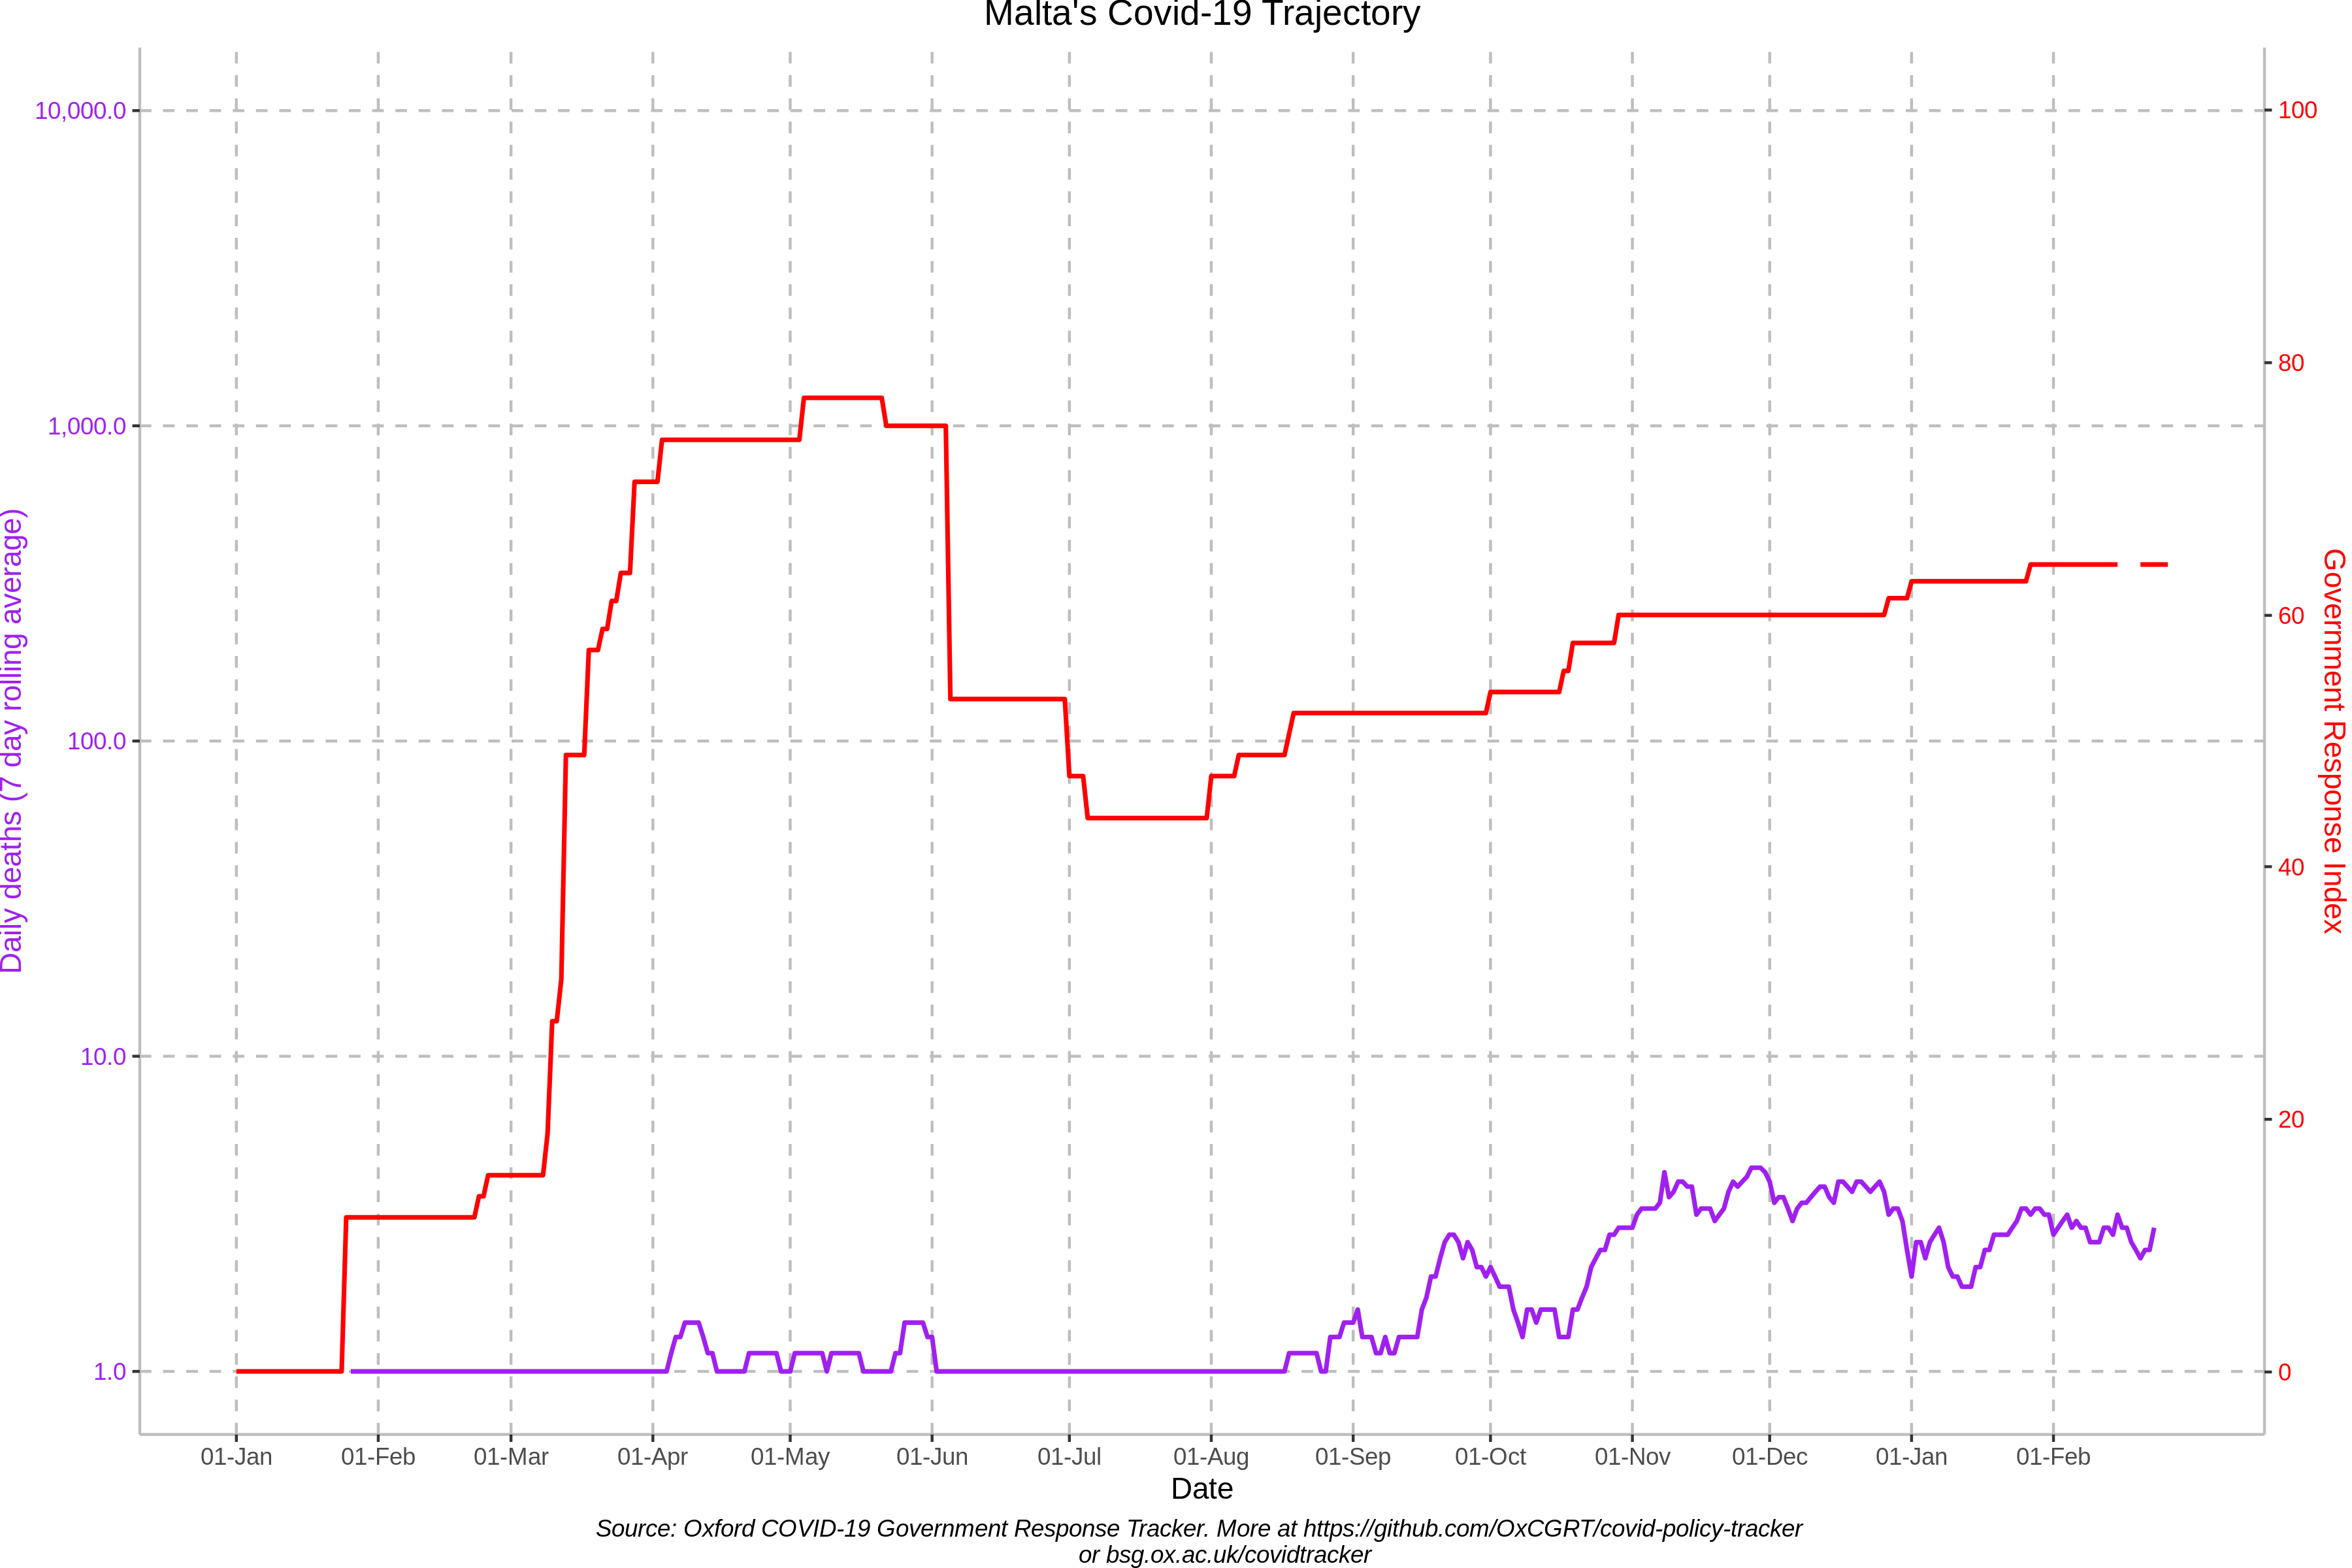 Malta's Covid-19 Trajectory
10,000.0
1,000.0
100.0
10.0
1.0
Daily deaths (7 day rolling average)
100
80
60
40
20
0
Government Response Index
01-Jan 01-Feb 01-Mar 01-Apr 01-May 01-Jun 01-Jul 01-Aug 01-Sep 01-Oct 01-Nov 01-Dec 01-Jan 01-Feb
Date
Source: Oxford COVID-19 Government Response Tracker. More at https://github.com/OxCGRT/covid-policy-tracker
or bsg.ox.ac.uk/covidtracker